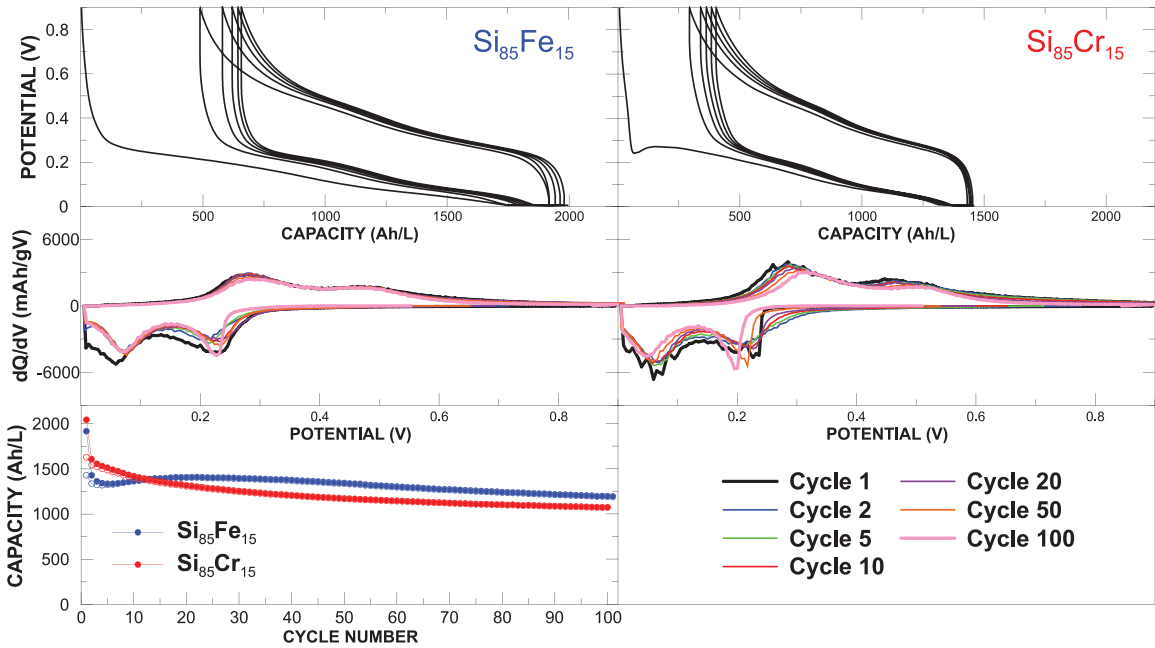 Si85Fe15
Si85Cr15
POTENTIAL (V)
0.8
0.6
0.4
0.2
0
500 1000 1500 2000
CAPACITY (Ah/L)
500 1000 1500 2000
CAPACITY (Ah/L)
dQ/dV (mAh/gV)
6000
0
-6000
0.2 0.4 0.6 0.8
POTENTIAL (V)
0.2 0.4 0.6 0.8
POTENTIAL (V)
CAPACITY (Ah/L)
2000
1500
1000
500
0
Si85Fe15
Si85Cr15
0 10 20 30 40 50 60 70 80 90 100
CYCLE NUMBER
Cycle 1
Cycle 2
Cycle 5
Cycle 10
Cycle 20
Cycle 50
Cycle 100